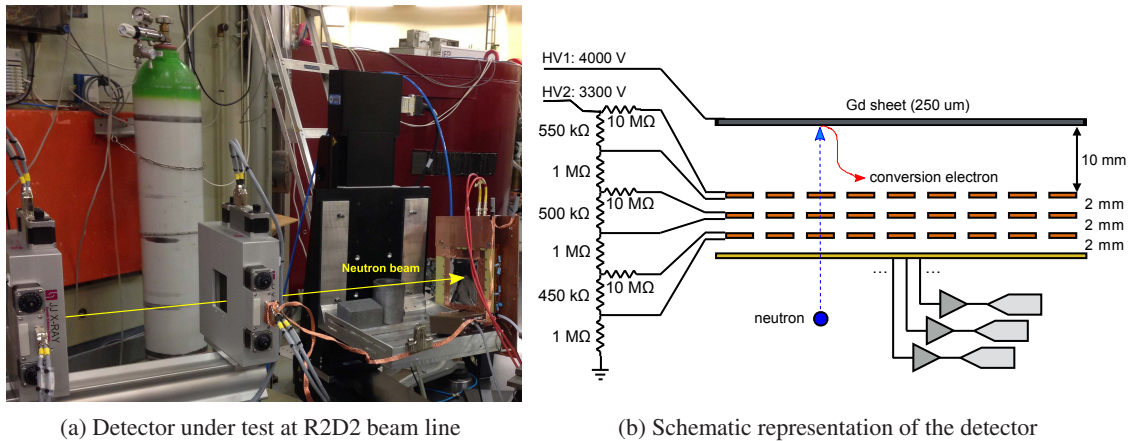 Neutron beam
JJ X-RAY
HV1: 4000 V
HV2: 3300 V
10 MΩ
550 kΩ
1 MΩ
10 MΩ
500 kΩ
1 MΩ
10 MΩ
450 kΩ
1 MΩ
Gd sheet (250 um)
10 mm
conversion electron
2 mm
2 mm
2 mm
... ...
neutron
(a) Detector under test at R2D2 beam line
(b) Schematic representation of the detector